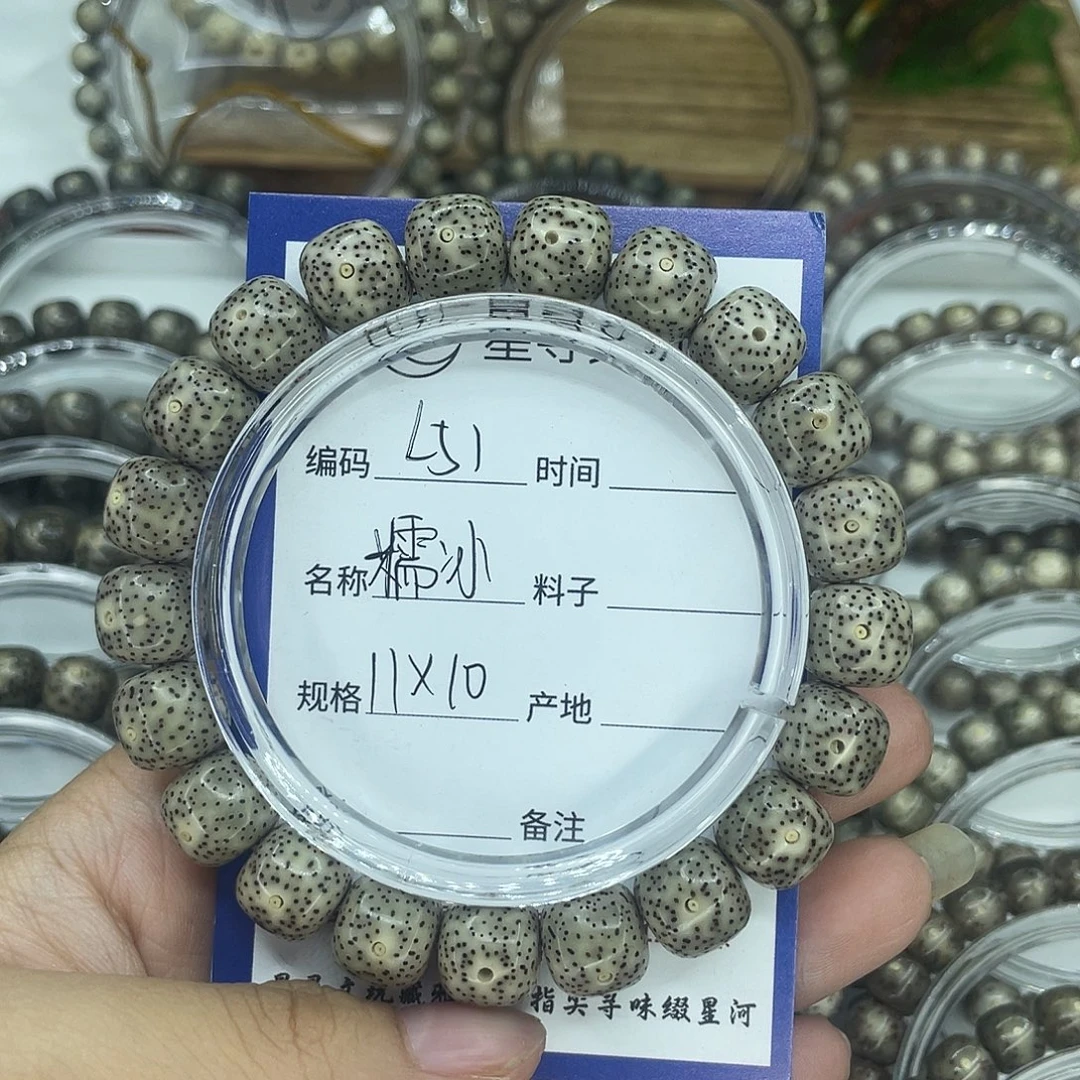 编码 L51 时间
名称 糯冰 料子
规格 11X10 产地
备注
指尖寻味缀星河